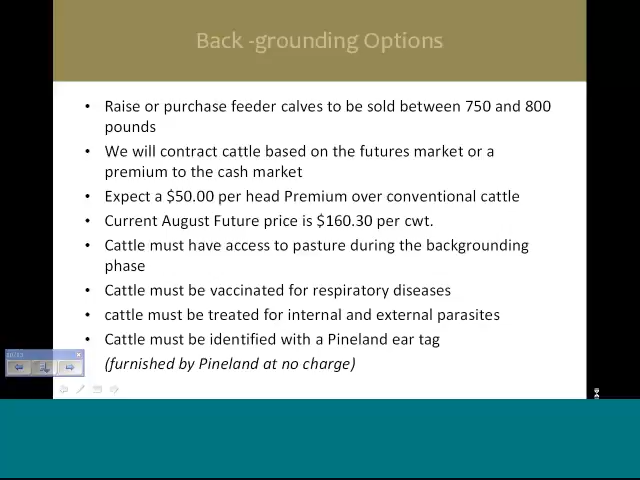 Back -grounding Options
• Raise or purchase feeder calves to be sold between 750 and 800
pounds
• We will contract cattle based on the futures market or a
premium to the cash market
• Expect a $50.00 per head Premium over conventional cattle
• Current August Future price is $160.30 per cwt.
• Cattle must have access to pasture during the backgrounding
phase
• Cattle must be vaccinated for respiratory diseases
• cattle must be treated for internal and external parasites
• Cattle must be identified with a Pineland ear tag
(furnished by Pineland at no charge)